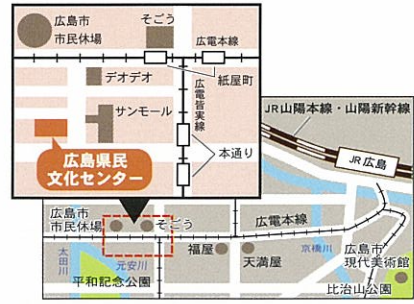 広島市
市民休場
そごう
広電本線
紙屋町
デオデオ
広電皆実線
サンモール
本通り
広島県民
文化センター
JR山陽本線・山陽新幹線
JR広島
広島市
市民休場
そごう
広電本線
福屋
天満屋
京橋川
広島市
現代美術館
太田川
元安川
平和記念公園
比治山公園